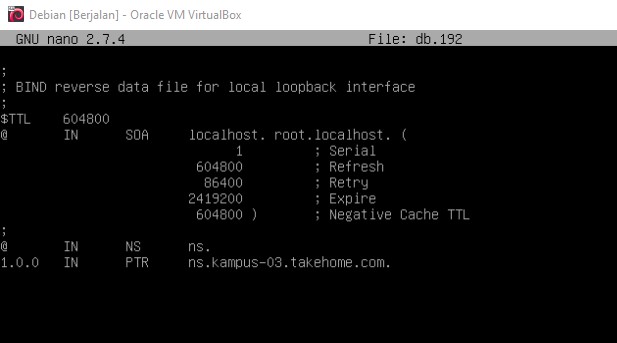 Debian [Berjalan] - Oracle VM VirtualBox
GNU nano 2.7.4 File: db.192
;
; BIND reverse data file for local loopback interface
;
$TTL 604800
@ IN SOA localhost. root.localhost. (
1 ; Serial
604800 ; Refresh
86400 ; Retry
2419200 ; Expire
604800 ) ; Negative Cache TTL
;
@ IN NS ns.
1.0.0 IN PTR ns.kampus-03.takehome.com.